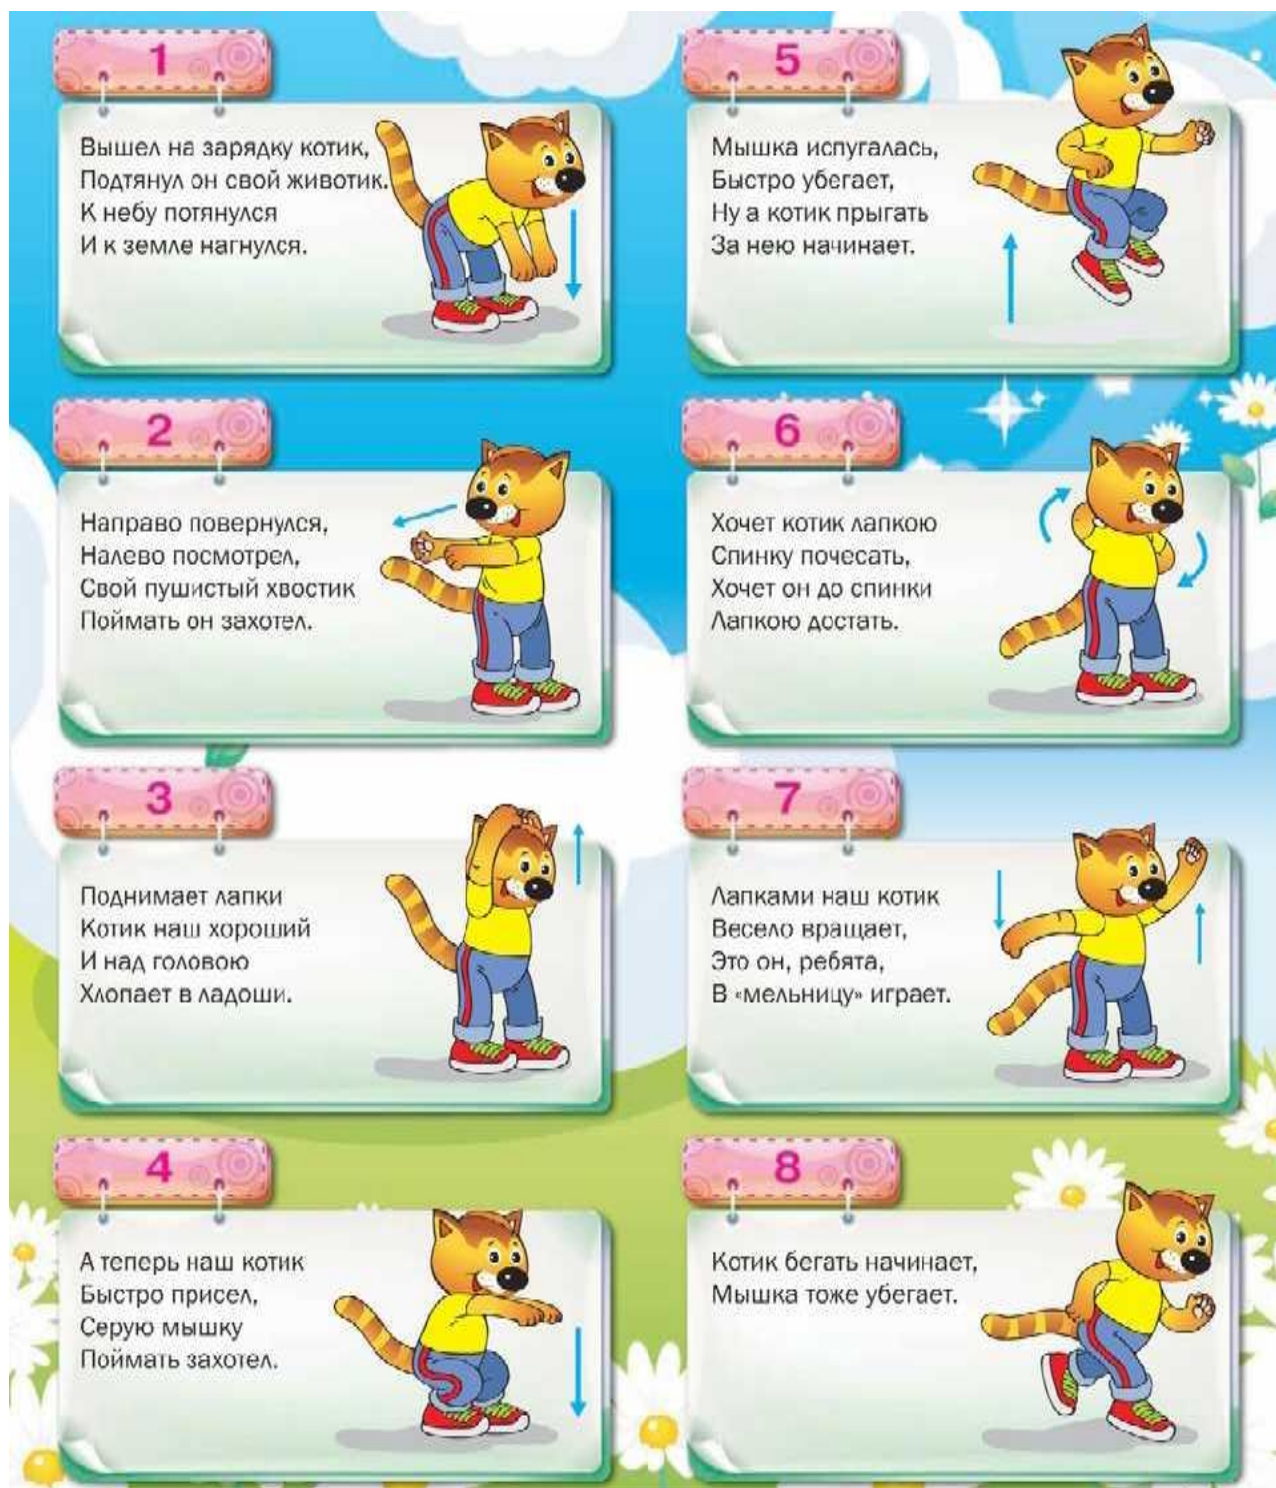 1
Вышел на зарядку котик,
Подтянул он свой животик.
К небу потянулся
И к земле нагнулся.
2
Направо повернулся,
Налево посмотрел,
Свой пушистый хвостик
Поймать он захотел.
3
Поднимает лапки
Котик наш хороший
И над головою
Хлопает в ладоши.
4
А теперь наш котик
Быстро присел,
Серую мышку
Поймать захотел.
5
Мышка испугалась,
Быстро убегает,
Ну а котик прыгать
За нею начинает.
6
Хочет котик лапкою
Спинку почесать,
Хочет он до спинки
Лапкою достать.
7
Лапками наш котик
Весело вращает,
Это он, ребята,
В «мельницу» играет.
8
Котик бегать начинает,
Мышка тоже убегает.